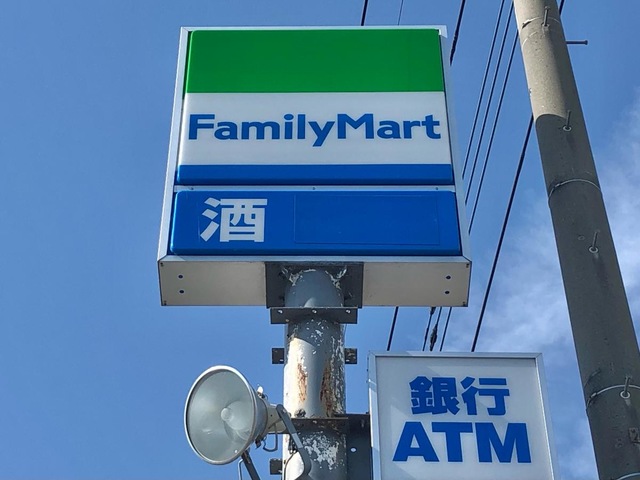 FamilyMart
酒
銀行
ATM